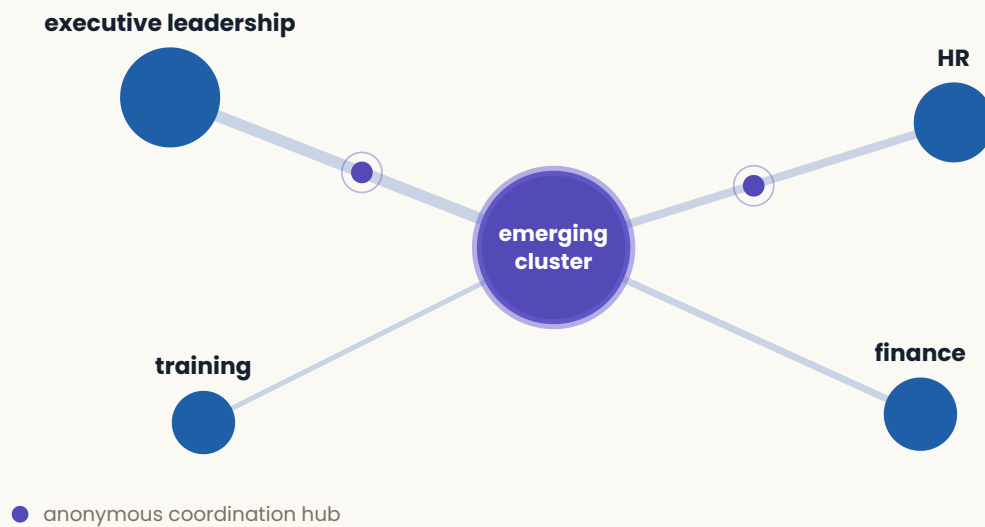 executive leadership
HR
emerging
cluster
training
finance
anonymous coordination hub